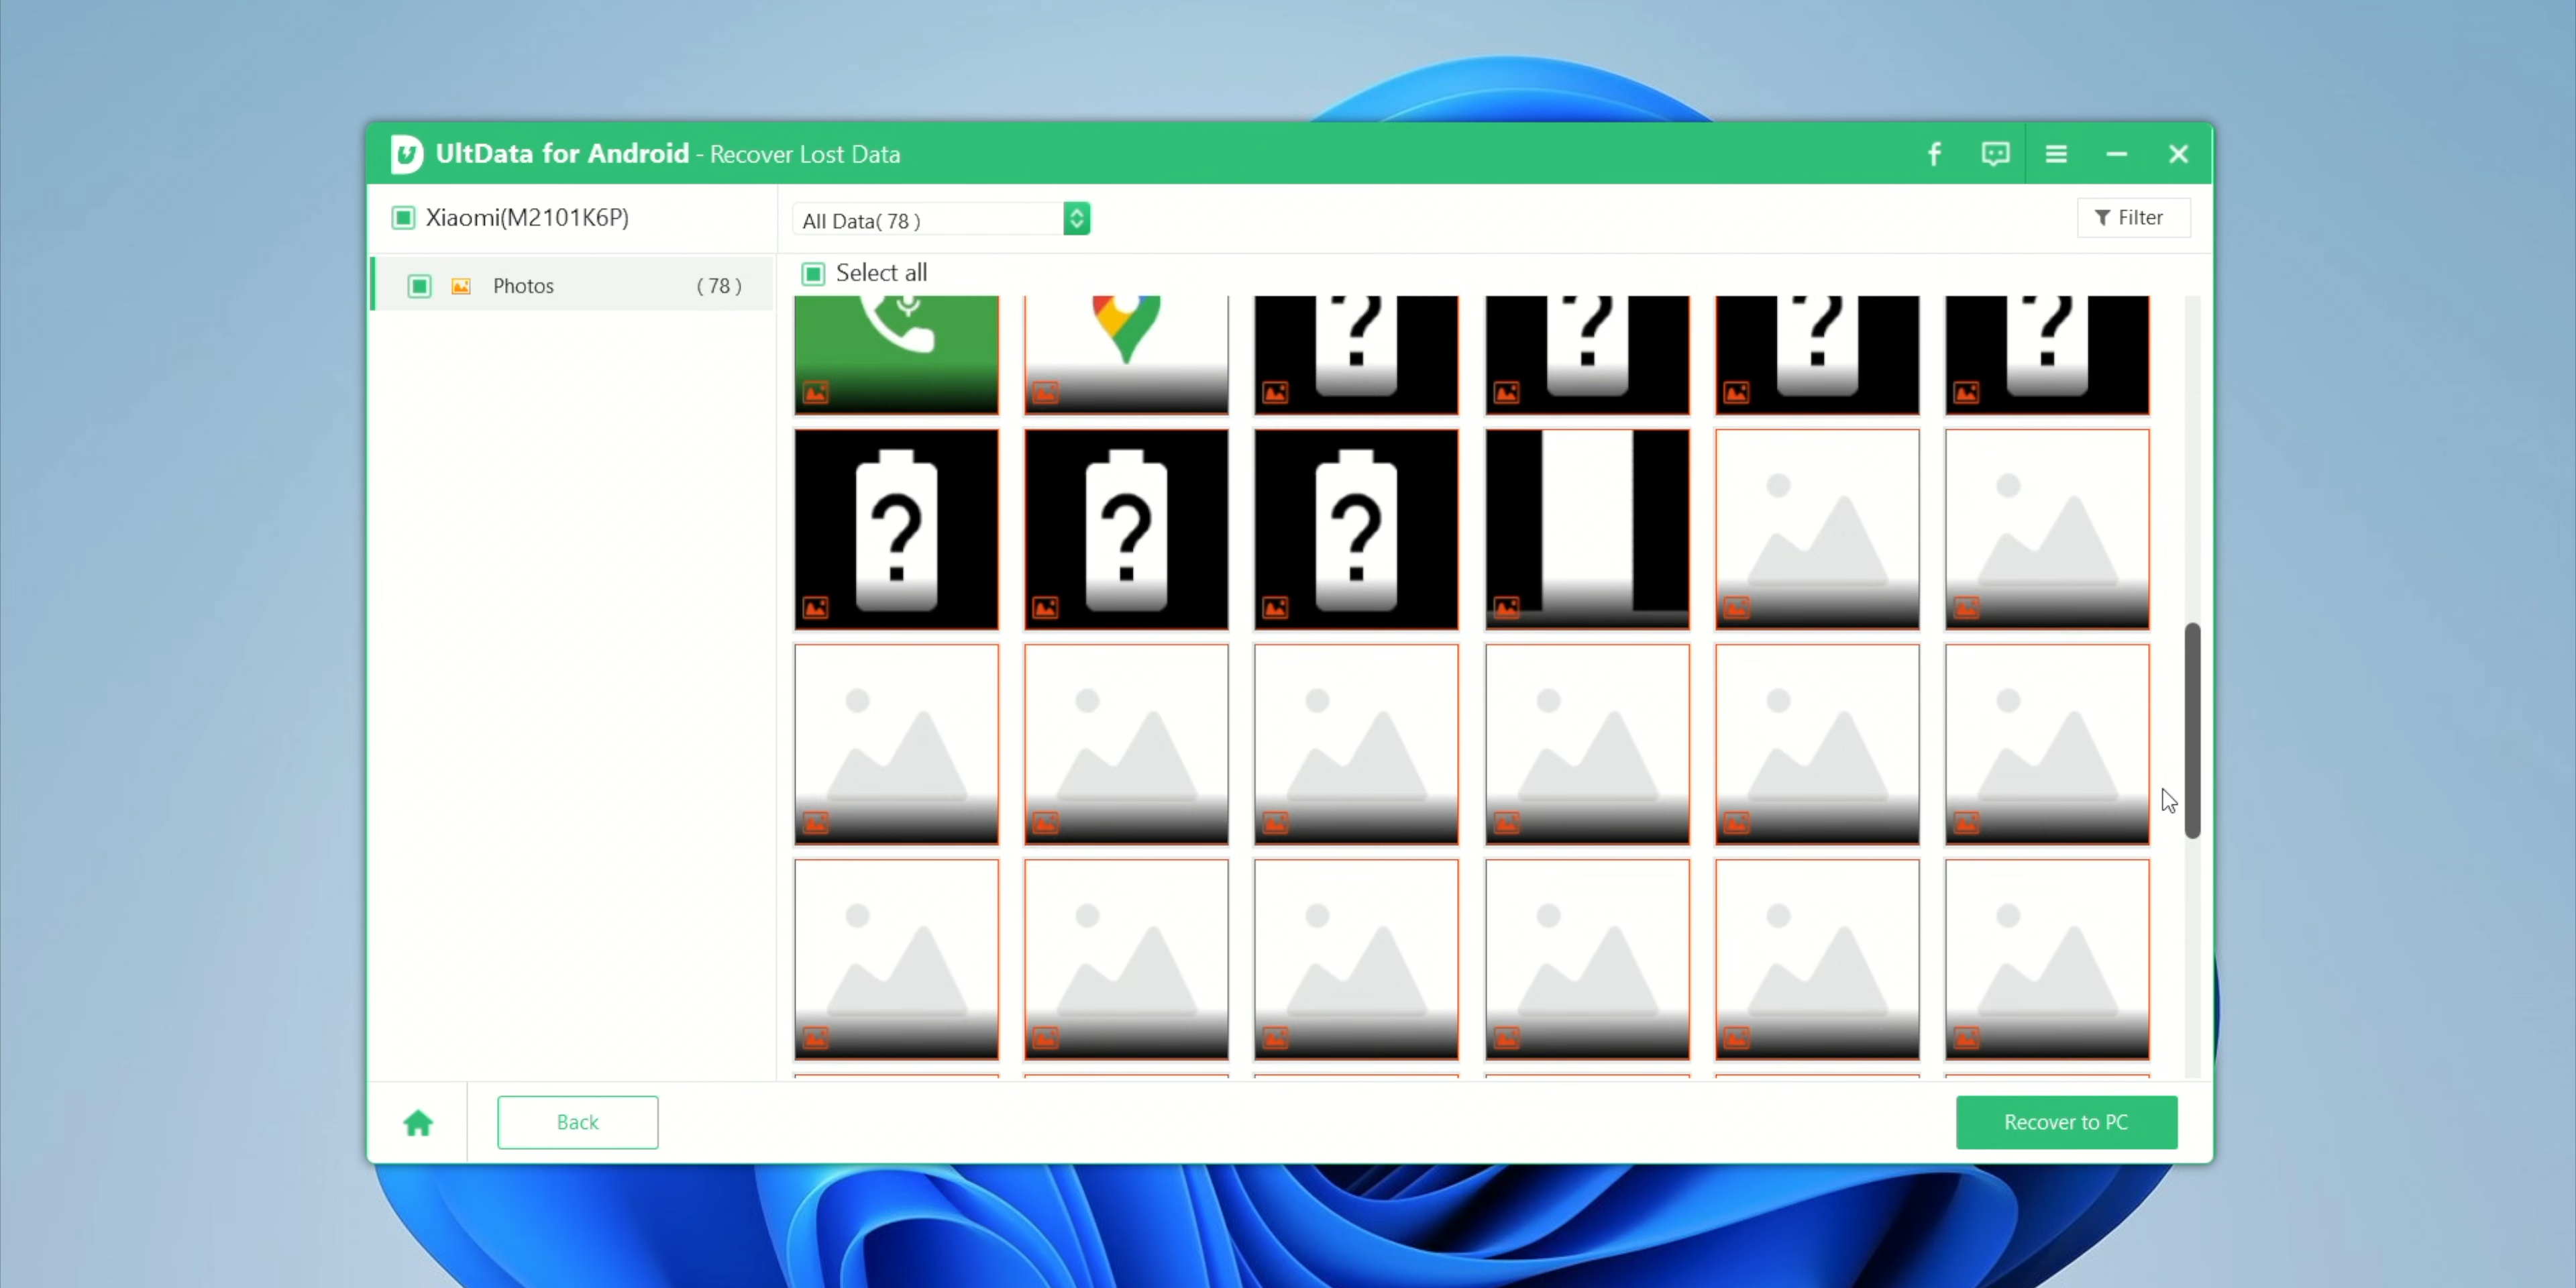 UltData for Android - Recover Lost Data
Xiaomi(M2101K6P)
All Data( 78 )
Filter
Photos
( 78 )
Select all
? ? ? ?
? ? ?
Back
Recover to PC